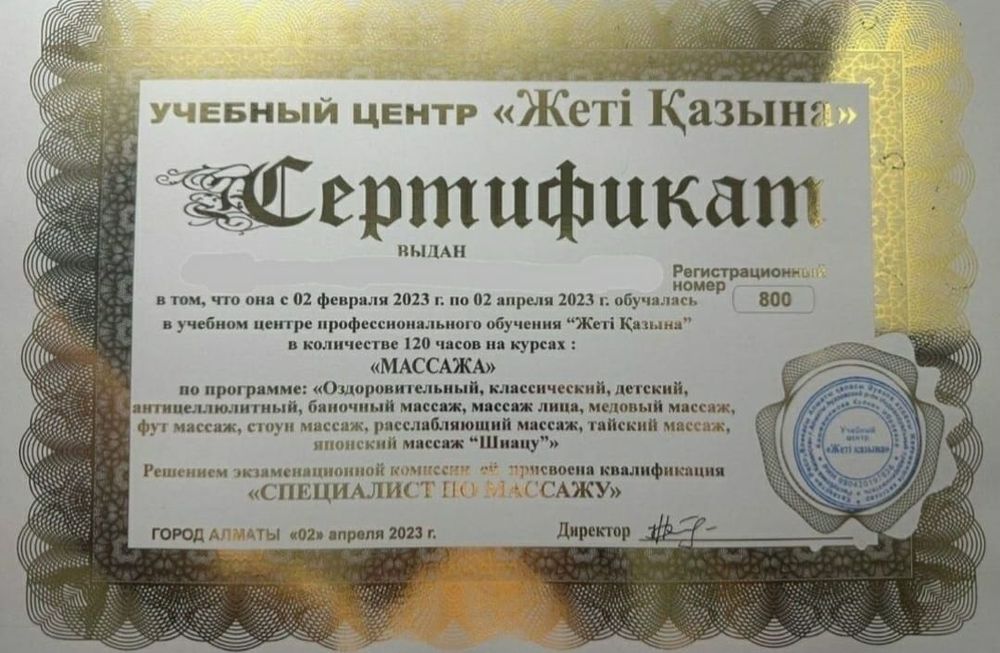 УЧЕБНЫЙ ЦЕНТР «Жеті Қазына»
Сертификат
ВЫДАН
Регистрационный
номер 800
в том, что она с 02 февраля 2023 г. по 02 апреля 2023 г. обучалась
в учебном центре профессионального обучения “Жеті Қазына”
в количестве 120 часов на курсах :
«МАССАЖА»
по программе: «Оздоровительный, классический, детский,
антицеллюлитный, баночный массаж, массаж лица, медовый массаж,
фут массаж, стоун массаж, расслабляющий массаж, тайский массаж,
японский массаж “Шиацу”»
Решением экзаменационной комиссии ей присвоена квалификация
«СПЕЦИАЛИСТ ПО МАССАЖУ»
ГОРОД АЛМАТЫ «02» апреля 2023 г.
Директор
Учебный
центр
«Жеті казына»